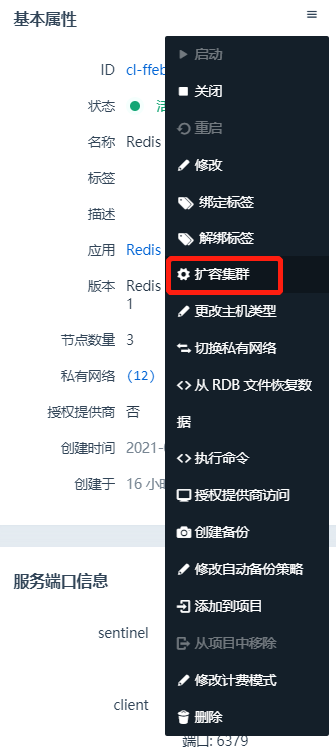 基本属性
ID cl-ffeb
状态
名称 Redis
标签
描述
应用 Redis
版本 Redis
1
节点数量 3
私有网络 (12)
授权提供商 否
创建时间 2021-
创建于 16 小时
启动
关闭
重启
修改
绑定标签
解绑标签
扩容集群
更改主机类型
切换私有网络
从 RDB 文件恢复数
据
执行命令
授权提供商访问
创建备份
修改自动备份策略
添加到项目
从项目中移除
修改计费模式
删除
服务端口信息
sentinel
client
端口: 6379